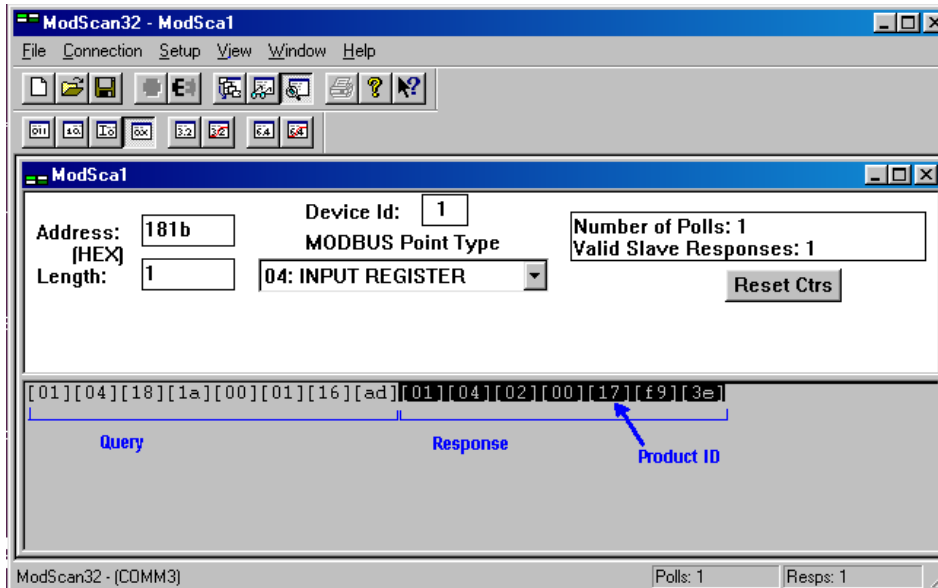 ModScan32 - ModSca1
File Connection Setup View Window Help
ModSca1
Address: 181b
(HEX)
Length: 1
Device Id: 1
MODBUS Point Type
04: INPUT REGISTER
Number of Polls: 1
Valid Slave Responses: 1
Reset Ctrs
[01][04][18][1a][00][01][16][ad][01][04][02][00][17][f9][3e]
Query
Response
Product ID
ModScan32 - (COMM3)
Polls: 1
Resps: 1